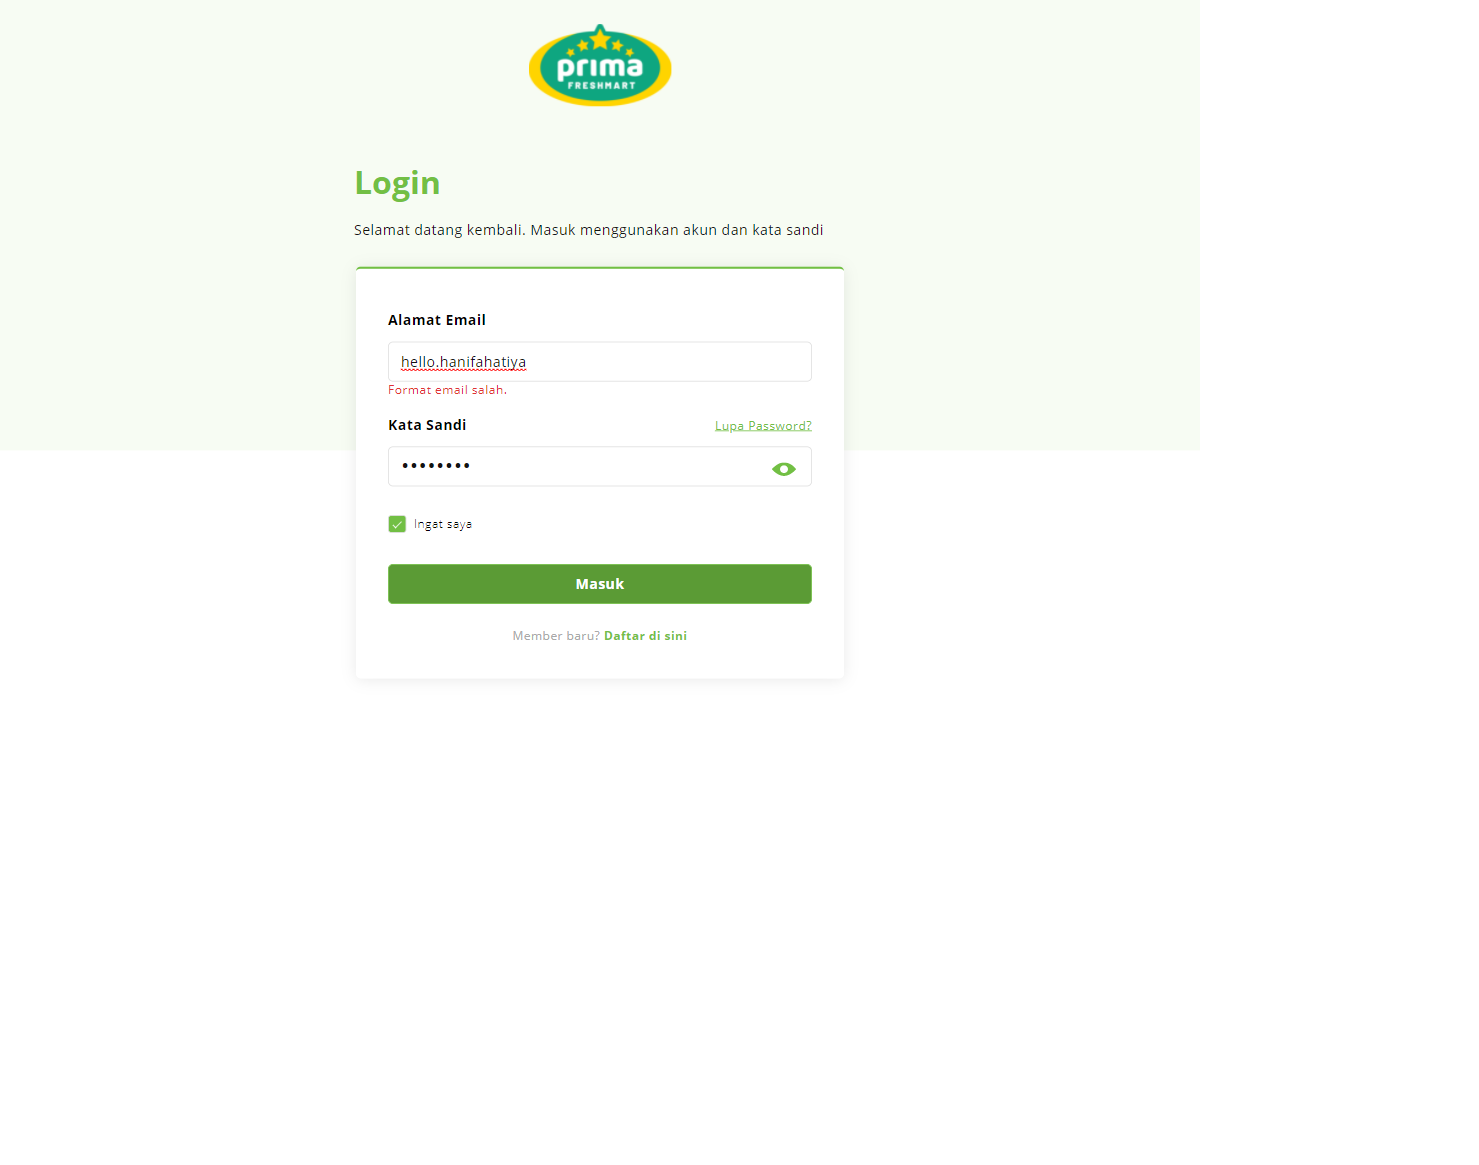 prima
FRESHMART
Login
Selamat datang kembali. Masuk menggunakan akun dan kata sandi
Alamat Email
hello.hanifahatiya
Format email salah.
Kata Sandi
Lupa Password?
••••••••
Ingat saya
Masuk
Member baru? Daftar di sini